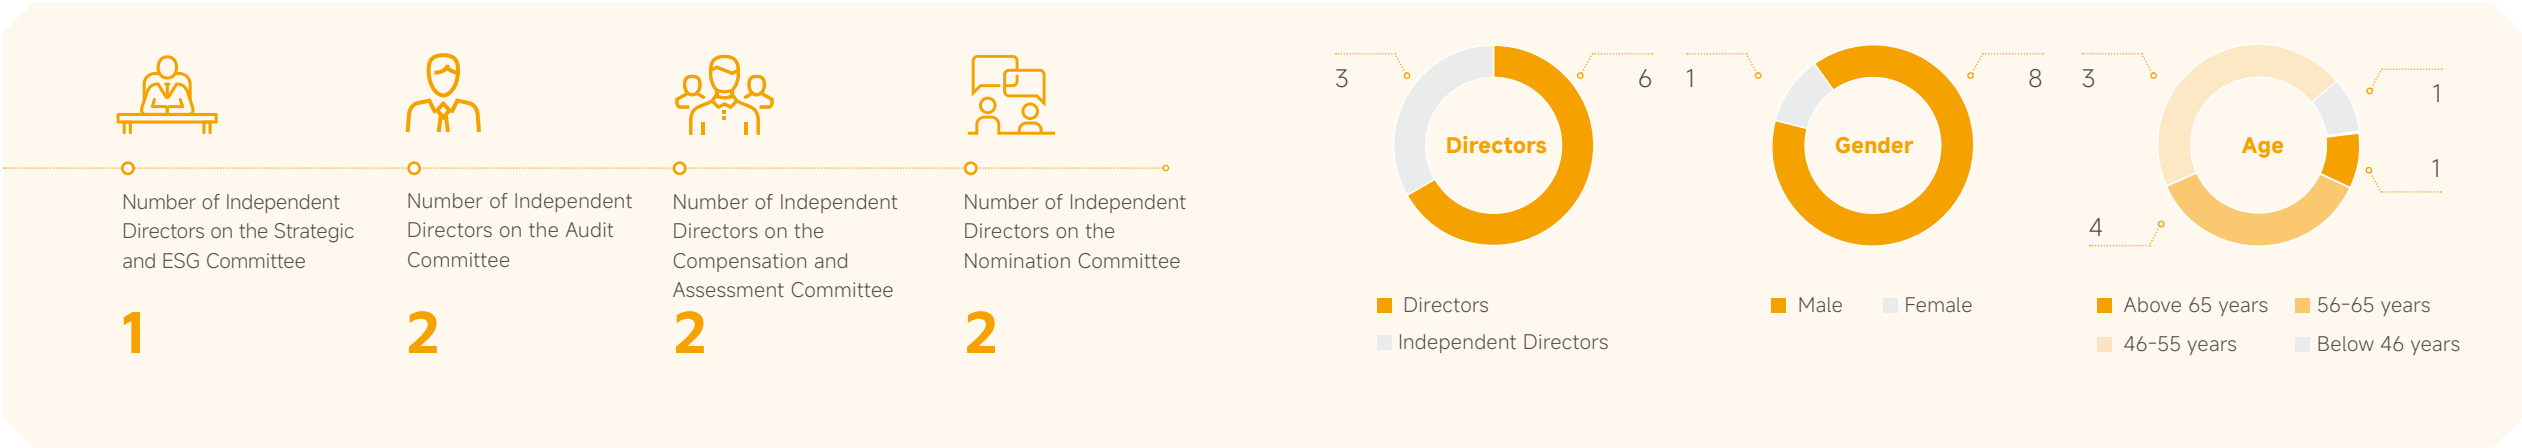 Number of Independent
Directors on the Strategic
and ESG Committee
1
Number of Independent
Directors on the Audit
Committee
2
Number of Independent
Directors on the
Compensation and
Assessment Committee
2
Number of Independent
Directors on the
Nomination Committee
2
3
6
Directors
Directors
Independent Directors
1
8
Gender
Male
Female
3
1
1
4
Age
Above 65 years
56-65 years
46-55 years
Below 46 years